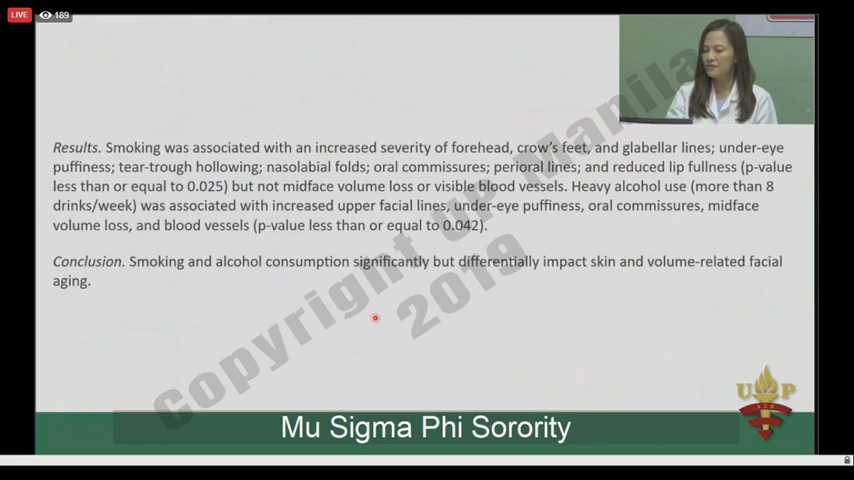 LIVE 189
Results. Smoking was associated with an increased severity of forehead, crow's feet, and glabellar lines; under-eye
puffiness; tear-trough hollowing; nasolabial folds; oral commissures; perioral lines; and reduced lip fullness (p-value
less than or equal to 0.025) but not midface volume loss or visible blood vessels. Heavy alcohol use (more than 8
drinks/week) was associated with increased upper facial lines, under-eye puffiness, oral commissures, midface
volume loss, and blood vessels (p-value less than or equal to 0.042).
Conclusion. Smoking and alcohol consumption significantly but differentially impact skin and volume-related facial
aging.
Copyright UP Manila
2019
U P
ΜΣΦ
Mu Sigma Phi Sorority